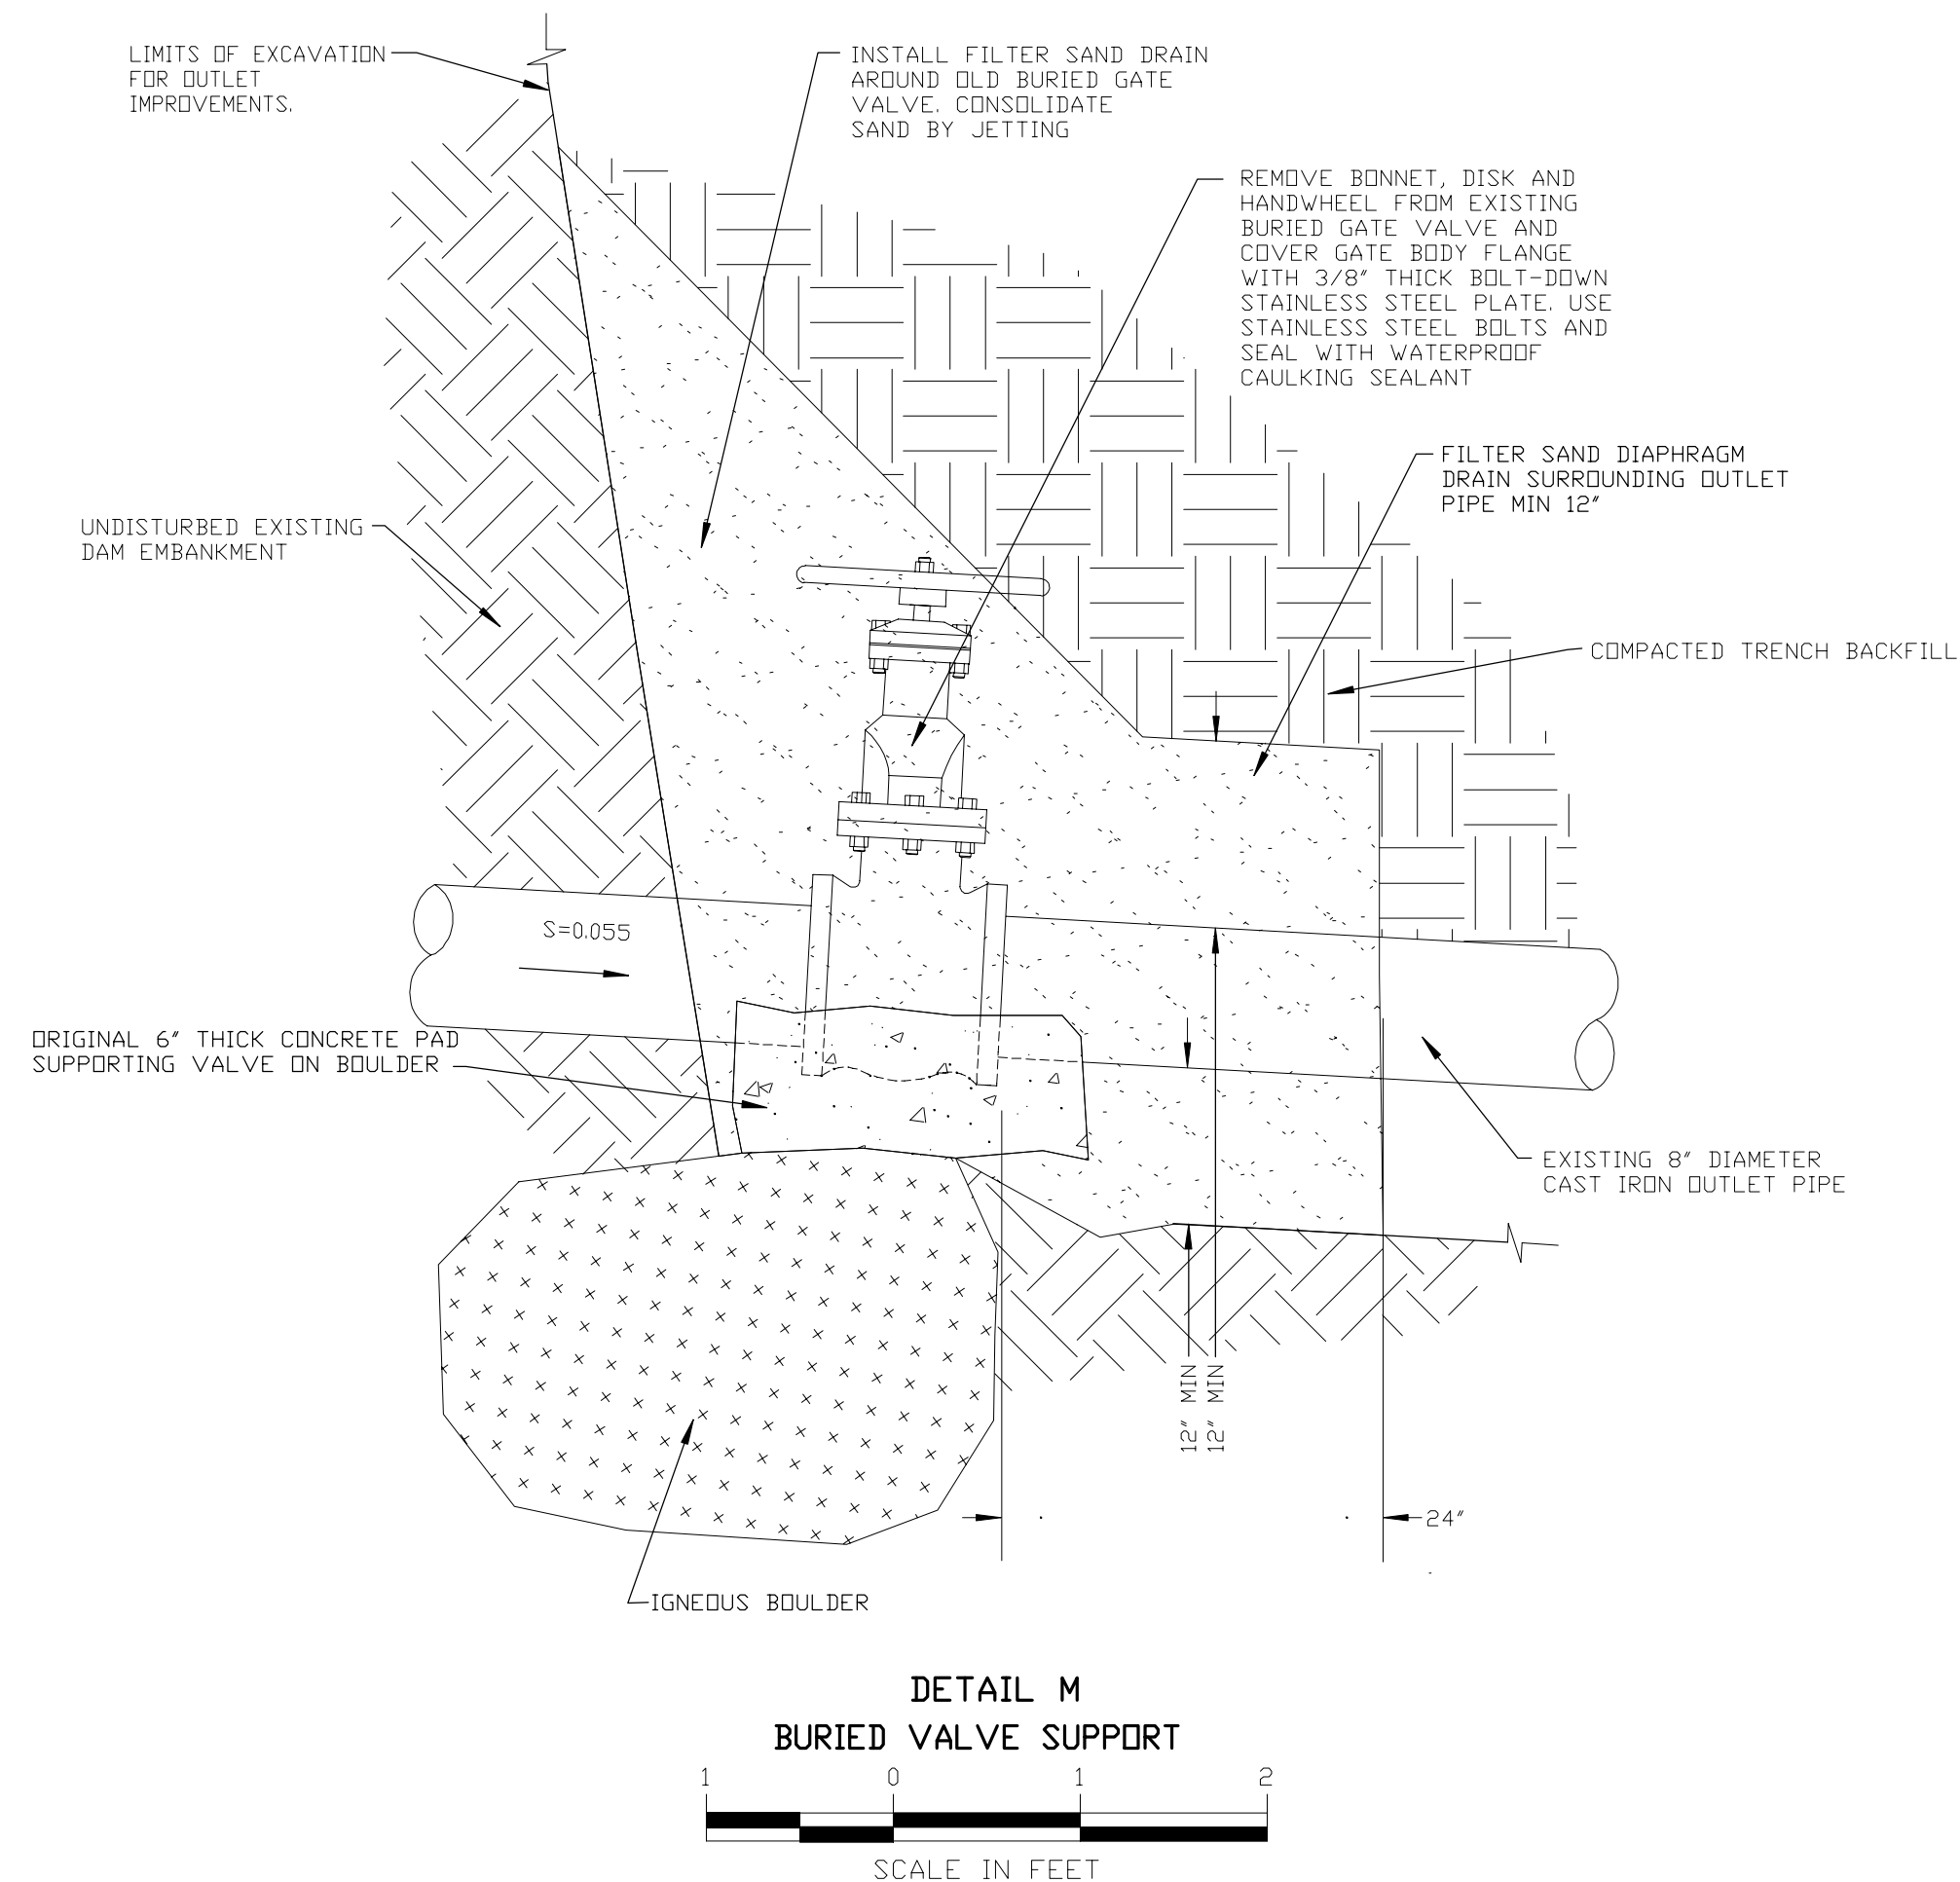 LIMITS OF EXCAVATION
FOR OUTLET
IMPROVEMENTS.
INSTALL FILTER SAND DRAIN
AROUND OLD BURIED GATE
VALVE. CONSOLIDATE
SAND BY JETTING
REMOVE BONNET, DISK AND
HANDWHEEL FROM EXISTING
BURIED GATE VALVE AND
COVER GATE BODY FLANGE
WITH 3/8" THICK BOLT-DOWN
STAINLESS STEEL PLATE. USE
STAINLESS STEEL BOLTS AND
SEAL WITH WATERPROOF
CAULKING SEALANT
FILTER SAND DIAPHRAGM
DRAIN SURROUNDING OUTLET
PIPE MIN 12"
UNDISTURBED EXISTING
DAM EMBANKMENT
COMPACTED TRENCH BACKFILL
S=0.055
ORIGINAL 6" THICK CONCRETE PAD
SUPPORTING VALVE ON BOULDER
EXISTING 8" DIAMETER
CAST IRON OUTLET PIPE
12" MIN
12" MIN
24"
IGNEOUS BOULDER
DETAIL M
BURIED VALVE SUPPORT
1 0 1 2
SCALE IN FEET